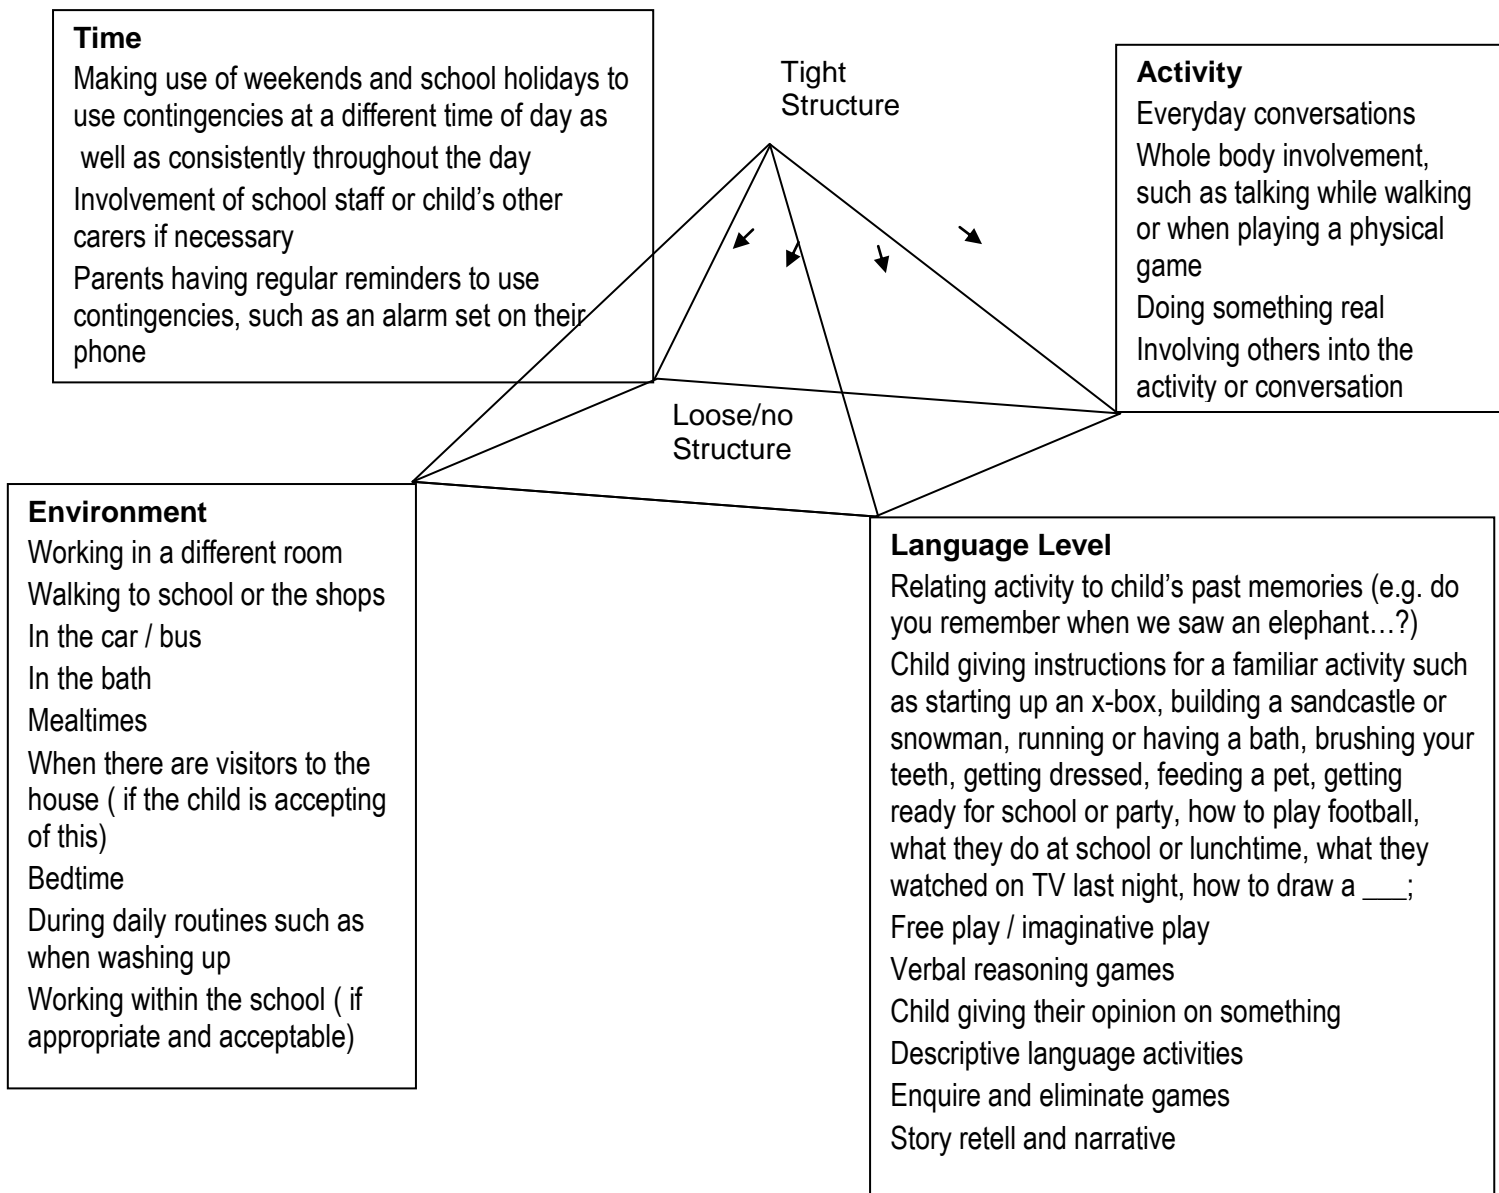 Time
Making use of weekends and school holidays to
use contingencies at a different time of day as
well as consistently throughout the day
Involvement of school staff or child’s other
carers if necessary
Parents having regular reminders to use
contingencies, such as an alarm set on their
phone
Tight
Structure
Activity
Everyday conversations
Whole body involvement,
such as talking while walking
or when playing a physical
game
Doing something real
Involving others into the
activity or conversation
Loose/no
Structure
Environment
Working in a different room
Walking to school or the shops
In the car / bus
In the bath
Mealtimes
When there are visitors to the
house ( if the child is accepting
of this)
Bedtime
During daily routines such as
when washing up
Working within the school ( if
appropriate and acceptable)
Language Level
Relating activity to child’s past memories (e.g. do
you remember when we saw an elephant…?)
Child giving instructions for a familiar activity such
as starting up an x-box, building a sandcastle or
snowman, running or having a bath, brushing your
teeth, getting dressed, feeding a pet, getting
ready for school or party, how to play football,
what they do at school or lunchtime, what they
watched on TV last night, how to draw a ___;
Free play / imaginative play
Verbal reasoning games
Child giving their opinion on something
Descriptive language activities
Enquire and eliminate games
Story retell and narrative